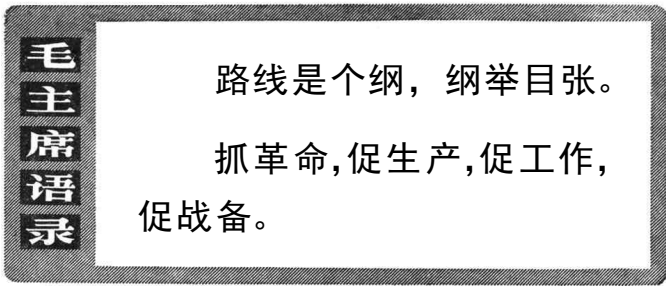 毛主席语录
路线是个纲，纲举目张。
抓革命,促生产,促工作,
促战备。